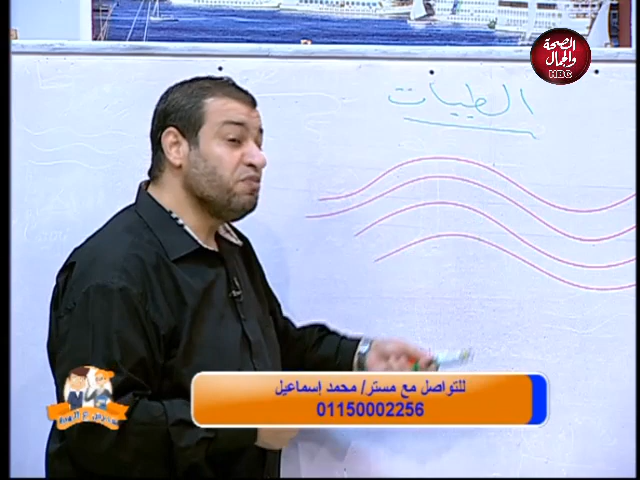 الصحة
والجمال
HBC
الطيات
للتواصل مع مستر/ محمد إسماعيل
01150002256